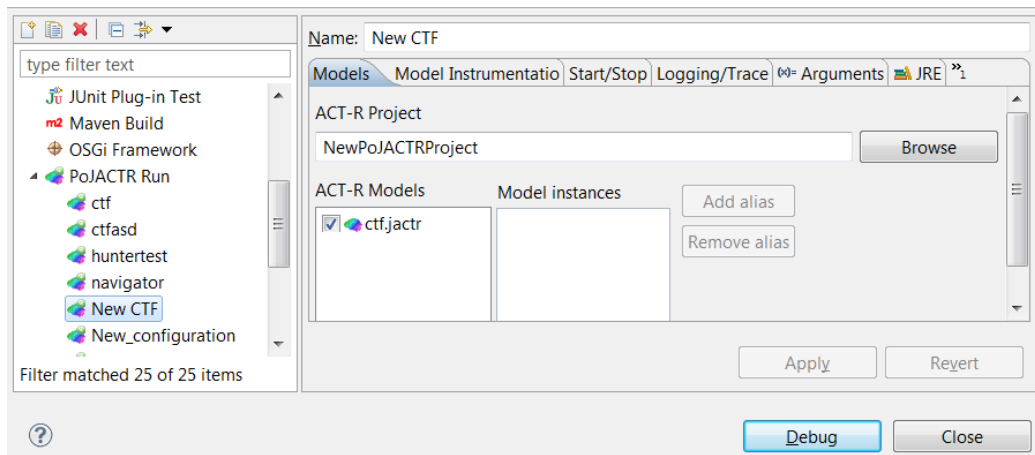 Name: New CTF
type filter text
Models Model Instrumentatio Start/Stop Logging/Trace (x)= Arguments JRE »1
JU JUnit Plug-in Test
m2 Maven Build
OSGi Framework
PoJACTR Run
ctf
ctfasd
huntertest
navigator
New CTF
New_configuration
Filter matched 25 of 25 items
ACT-R Project
NewPoJACTRProject Browse
ACT-R Models Model instances
ctf.jactr
Add alias
Remove alias
Apply Revert
? Debug Close